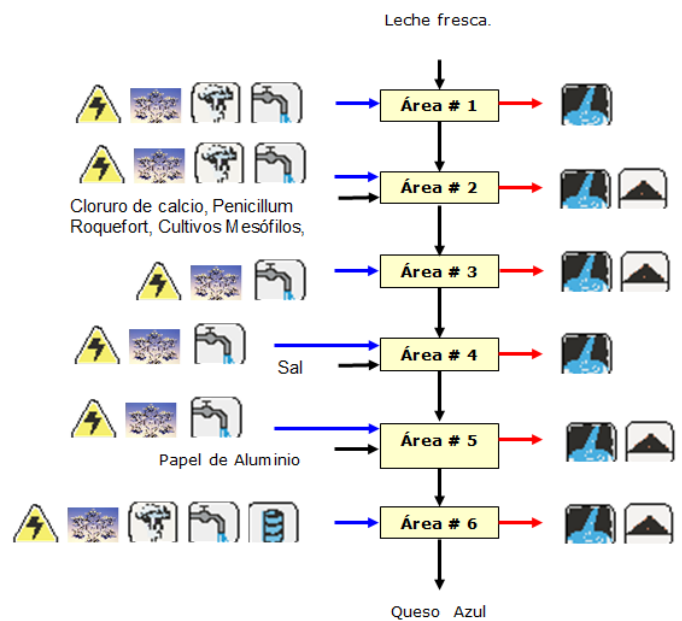 Leche fresca.
Área # 1
Área # 2
Cloruro de calcio, Penicillum
Roquefort, Cultivos Mesófilos,
Área # 3
Área # 4
Sal
Área # 5
Papel de Aluminio
Área # 6
Queso Azul